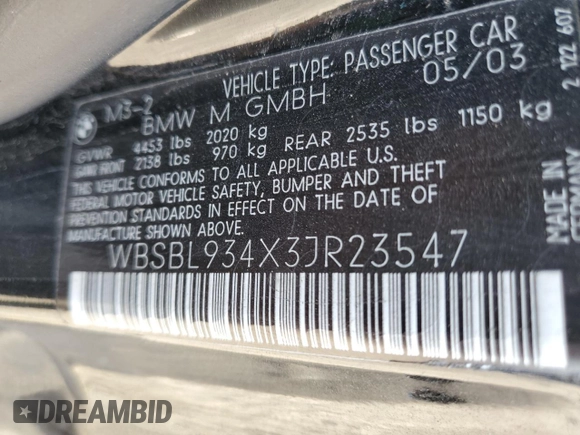 VEHICLE TYPE: PASSENGER CAR
M3-2
BMW M GMBH 05/03
GVWR 4453 lbs 2020 kg
GAWR FRONT 2138 lbs 970 kg REAR 2535 lbs 1150 kg
THIS VEHICLE CONFORMS TO ALL APPLICABLE U.S.
FEDERAL MOTOR VEHICLE SAFETY, BUMPER AND THEFT
PREVENTION STANDARDS IN EFFECT ON THE DATE OF
MANUFACTURE SHOWN ABOVE.
WBSBL934X3JR23547
MADE IN GERMANY
2 122 607
DREAMBID